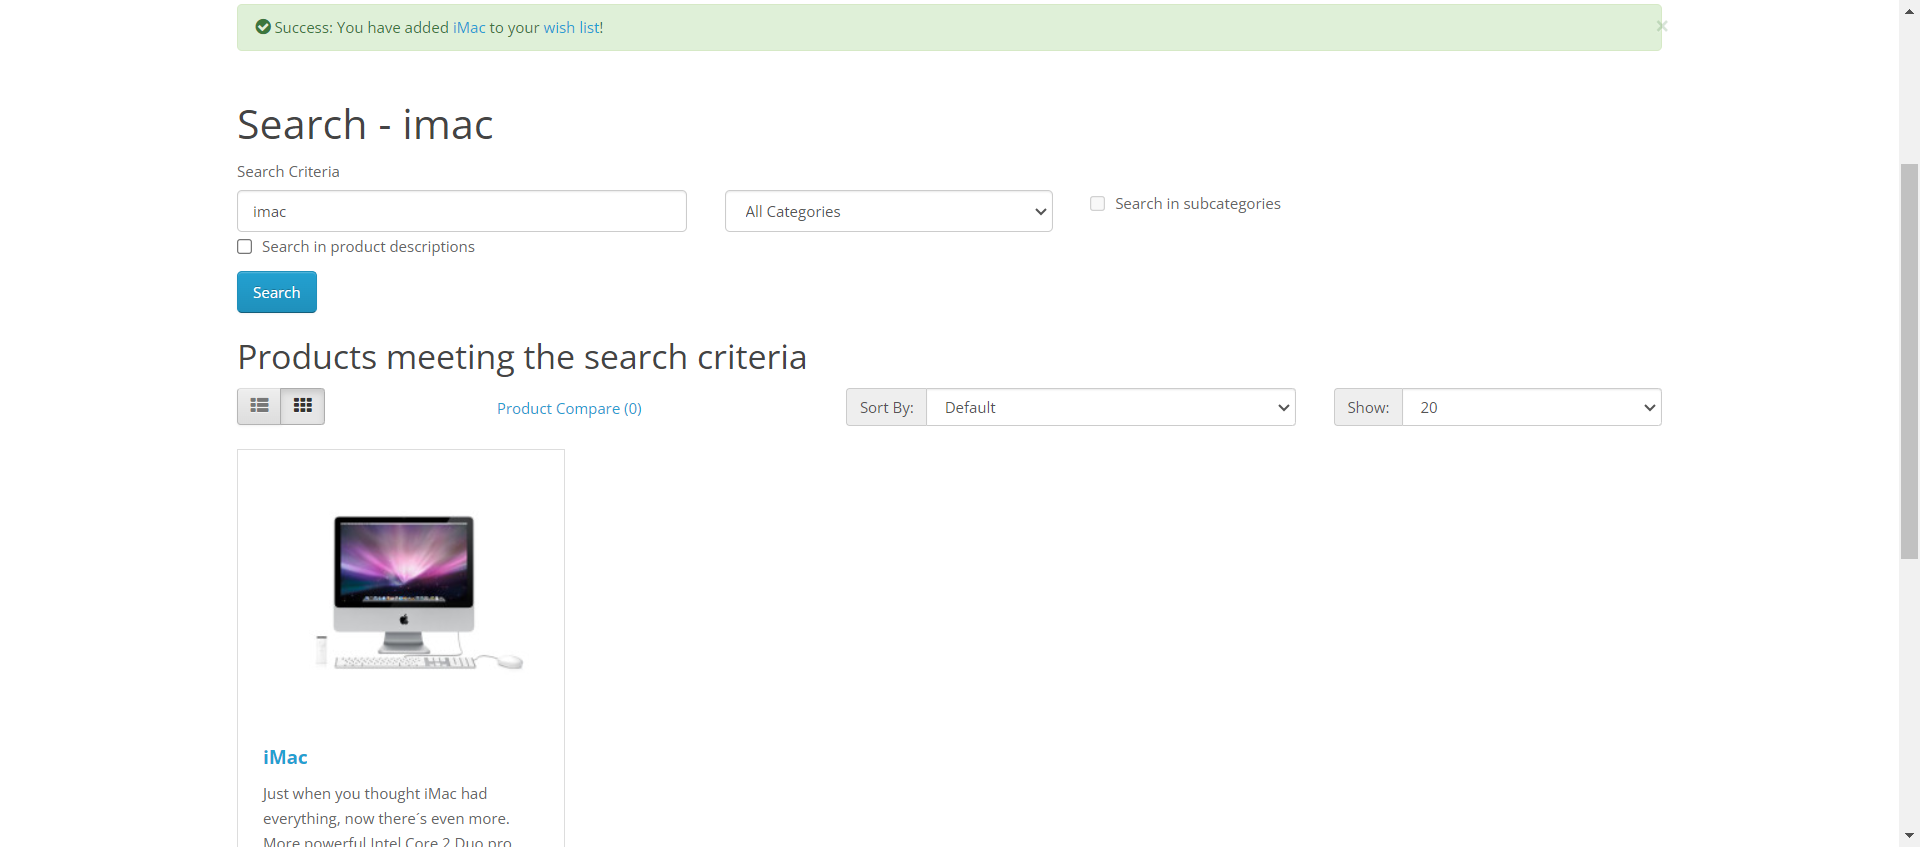 Success: You have added iMac to your wish list!
×
Search - imac
Search Criteria
imac
All Categories
Search in subcategories
Search in product descriptions
Search
Products meeting the search criteria
Product Compare (0)
Sort By:
Default
Show:
20
iMac
Just when you thought iMac had
everything, now there´s even more.
More powerful Intel Core 2 Duo pro